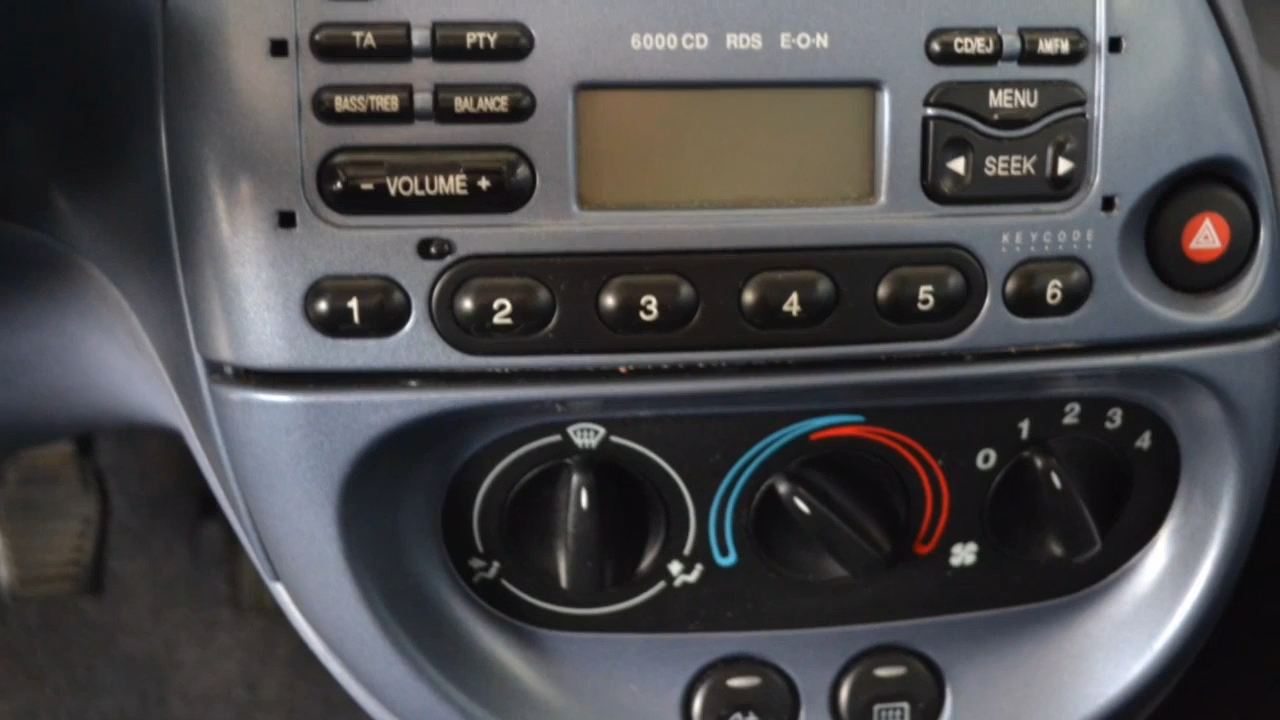 TA PTY 6000 CD RDS E·O·N CD/EJ AM/FM
BASS/TREB BALANCE MENU
- VOLUME + SEEK
KEYCODE
1 2 3 4 5 6
0 1 2 3 4